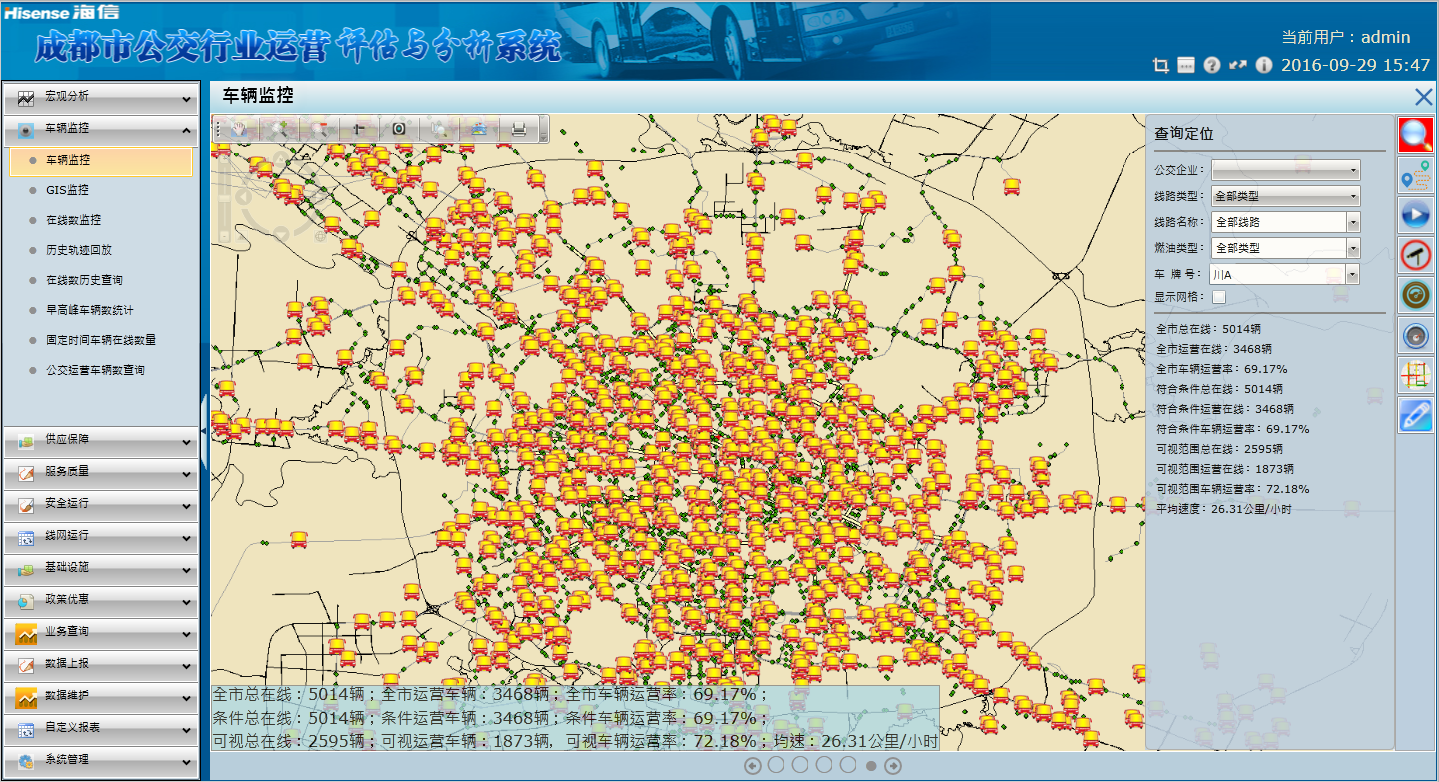 Hisense 海信
成都市公交行业运营评估与分析系统
当前用户：admin
2016-09-29 15:47
宏观分析
车辆监控
车辆监控
GIS监控
在线数监控
历史轨迹回放
在线数历史查询
早高峰车辆数统计
固定时间车辆在线数量
公交运营车辆数查询
供应保障
服务质量
安全运行
线网运行
基础设施
政策优惠
业务查询
数据上报
数据维护
自定义报表
系统管理
车辆监控
查询定位
公交企业：
线路类型：全部类型
线路名称：全部线路
燃油类型：全部类型
车 牌 号：川A
显示网格：
全市总在线：5014辆
全市运营在线：3468辆
全市车辆运营率：69.17%
符合条件总在线：5014辆
符合条件运营在线：3468辆
符合条件车辆运营率：69.17%
可视范围总在线：2595辆
可视范围运营在线：1873辆
可视范围车辆运营率：72.18%
平均速度：26.31公里/小时
全市总在线：5014辆；全市运营车辆：3468辆；全市车辆运营率：69.17%；
条件总在线：5014辆；条件运营车辆：3468辆；条件车辆运营率：69.17%；
可视总在线：2595辆；可视运营车辆：1873辆，可视车辆运营率：72.18%；均速：26.31公里/小时